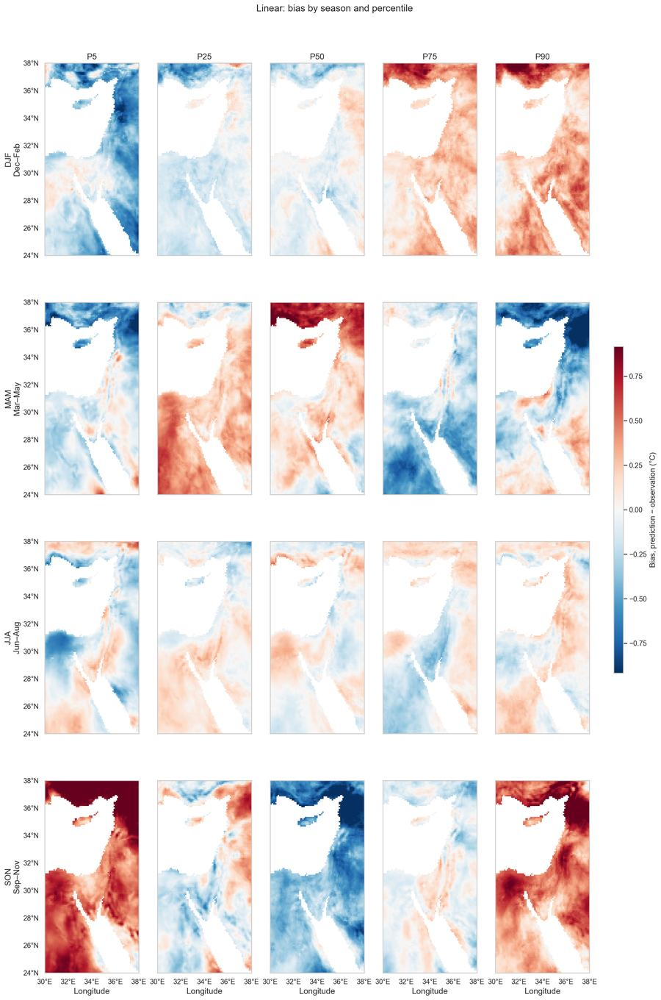 Linear: bias by season and percentile
P5 P25 P50 P75 P90
38°N
36°N
34°N
32°N
30°N
28°N
26°N
24°N
DJF
Dec–Feb
38°N
36°N
34°N
32°N
30°N
28°N
26°N
24°N
MAM
Mar–May
38°N
36°N
34°N
32°N
30°N
28°N
26°N
24°N
JJA
Jun–Aug
38°N
36°N
34°N
32°N
30°N
28°N
26°N
24°N
SON
Sep–Nov
30°E 32°E 34°E 36°E 38°E 30°E 32°E 34°E 36°E 38°E 30°E 32°E 34°E 36°E 38°E 30°E 32°E 34°E 36°E 38°E 30°E 32°E 34°E 36°E 38°E
Longitude Longitude Longitude Longitude Longitude
0.75
0.50
0.25
0.00
−0.25
−0.50
−0.75
Bias, prediction − observation (°C)